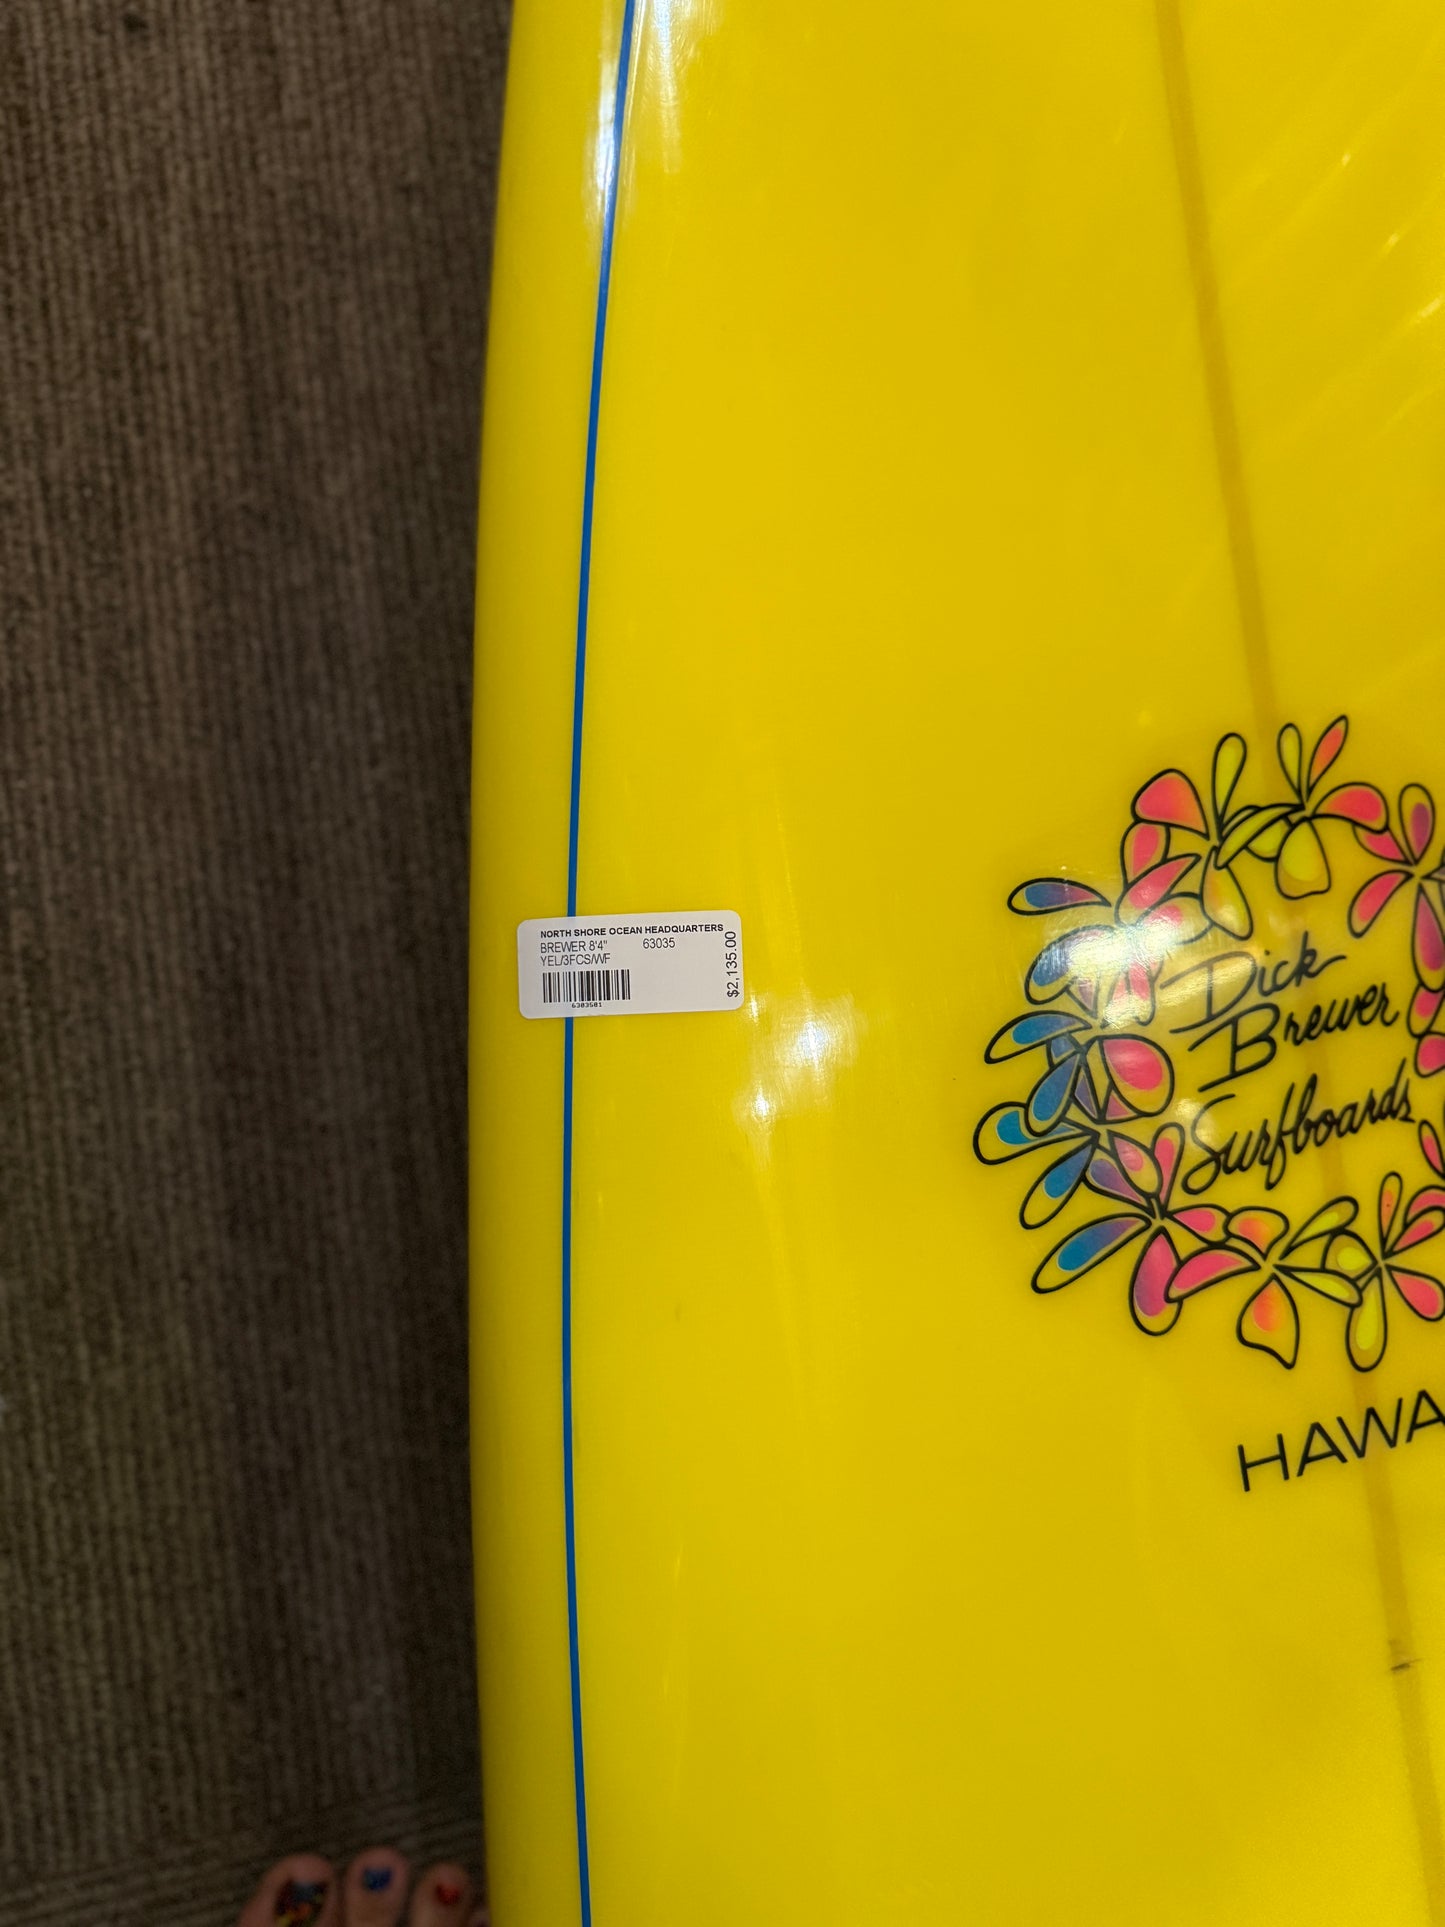 NORTH SHORE OCEAN HEADQUARTERS
BREWER 8'4" 63035
YEL/3FCS/WF
6303501
$2,135.00
Dick
Brewer
Surfboards
HAWA